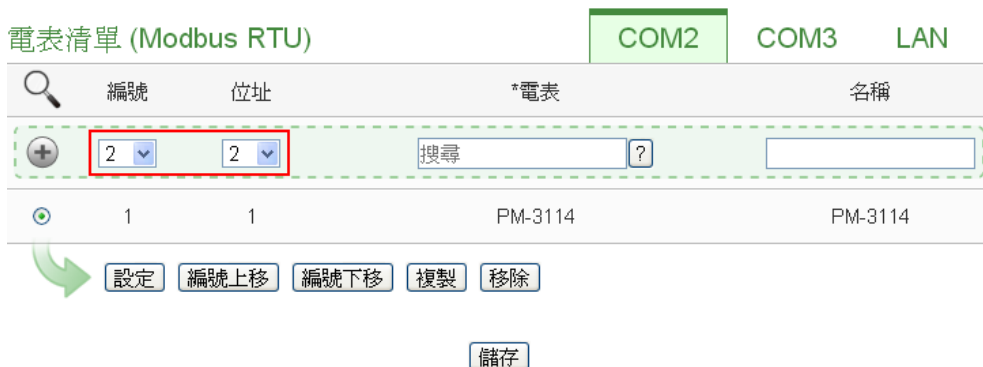 電表清單 (Modbus RTU) COM2 COM3 LAN
編號 位址 *電表 名稱
2 2 搜尋 ?
1 1 PM-3114 PM-3114
設定 編號上移 編號下移 複製 移除
儲存